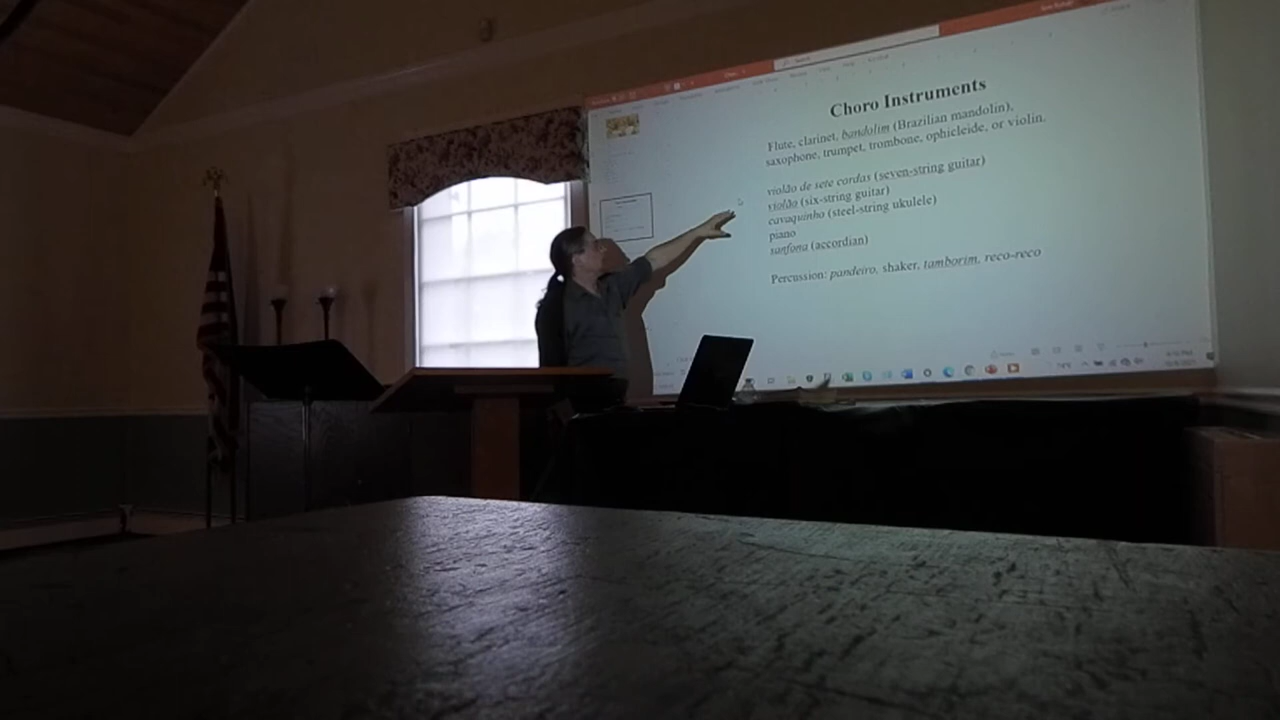 Choro Instruments
Flute, clarinet, bandolim (Brazilian mandolin),
saxophone, trumpet, trombone, ophicleide, or violin.
violão de sete cordas (seven-string guitar)
violão (six-string guitar)
cavaquinho (steel-string ukulele)
piano
sanfona (accordian)
Percussion: pandeiro, shaker, tamborim, reco-reco